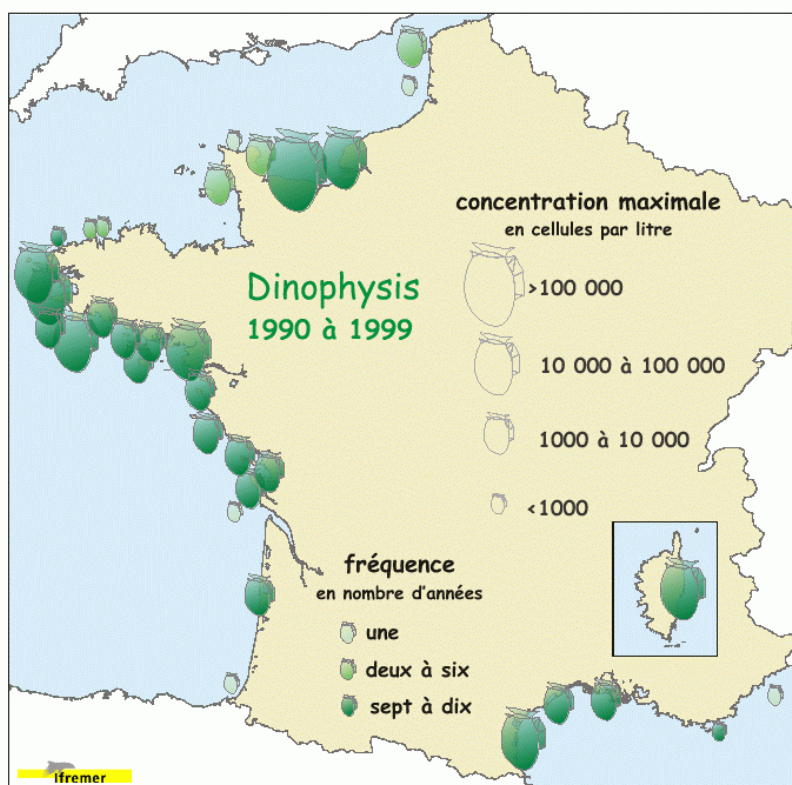 concentration maximale
en cellules par litre
Dinophysis
1990 à 1999
>100 000
10 000 à 100 000
1000 à 10 000
<1000
fréquence
en nombre d'années
une
deux à six
sept à dix
Ifremer